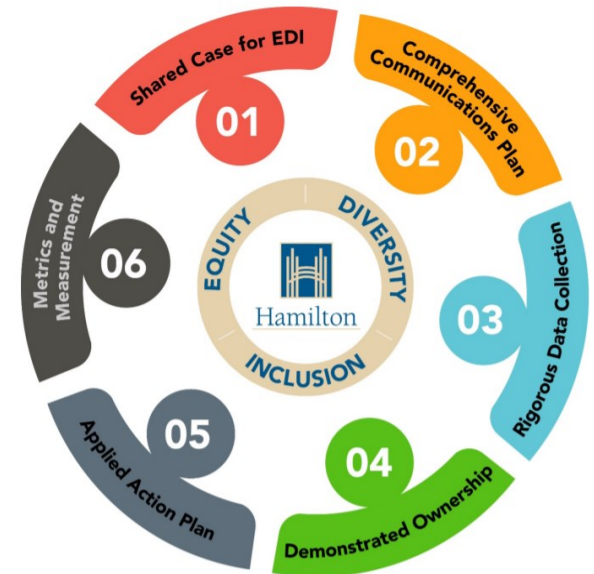 Shared Case for EDI
01
Comprehensive
Communications Plan
02
Rigorous Data Collection
03
Demonstrated Ownership
04
Applied Action Plan
05
Metrics and
Measurement
06
EQUITY
DIVERSITY
INCLUSION
Hamilton